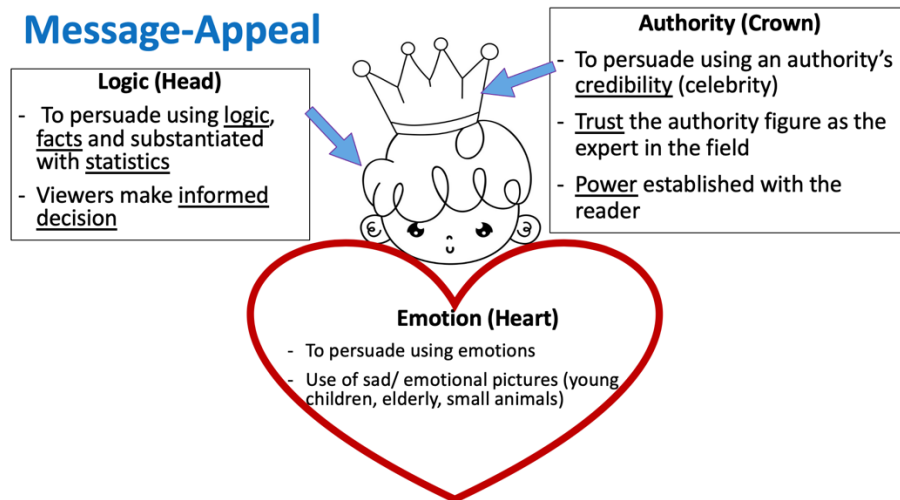 Message-Appeal
Logic (Head)
- To persuade using logic,
facts and substantiated
with statistics
- Viewers make informed
decision
Authority (Crown)
- To persuade using an authority's
credibility (celebrity)
- Trust the authority figure as the
expert in the field
- Power established with the
reader
Emotion (Heart)
- To persuade using emotions
- Use of sad/ emotional pictures (young
children, elderly, small animals)